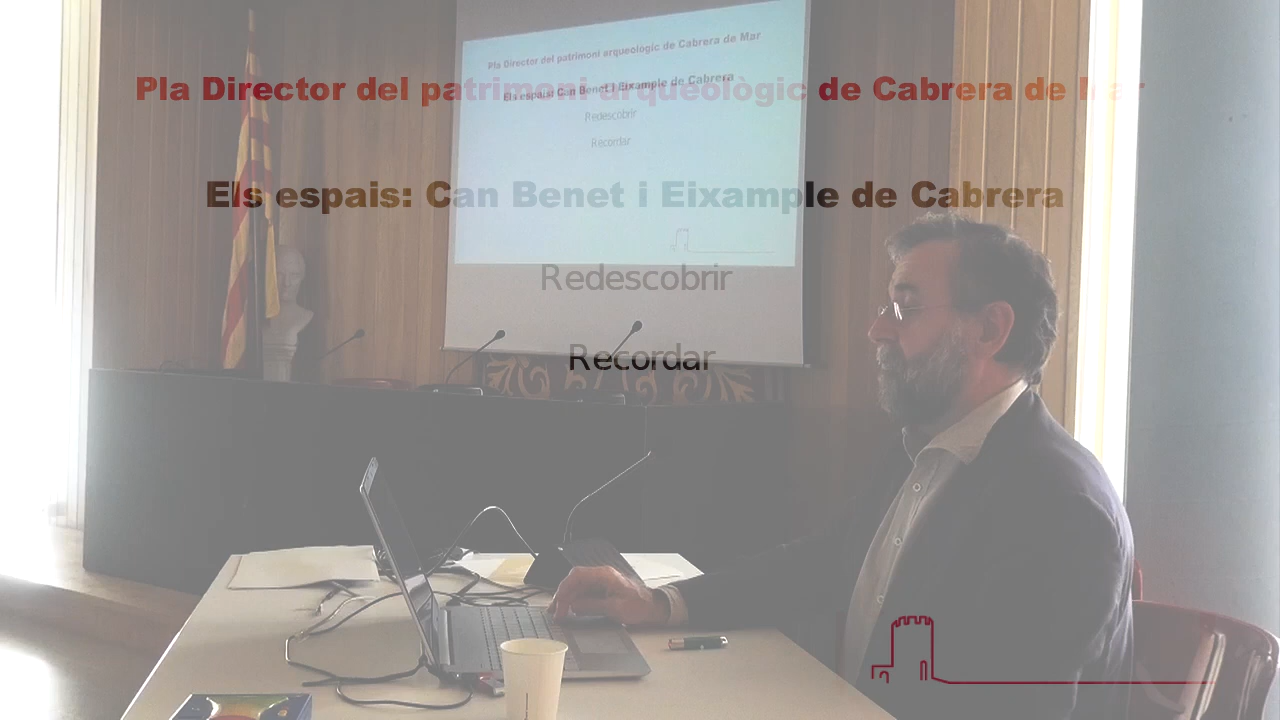 Pla Director del patrimoni arqueològic de Cabrera de Mar
Els espais: Can Benet i Eixample de Cabrera
Redescobrir
Recordar
Pla Director del patrimoni arqueològic de Cabrera de Mar
Els espais: Can Benet i Eixample de Cabrera
Redescobrir
Recordar